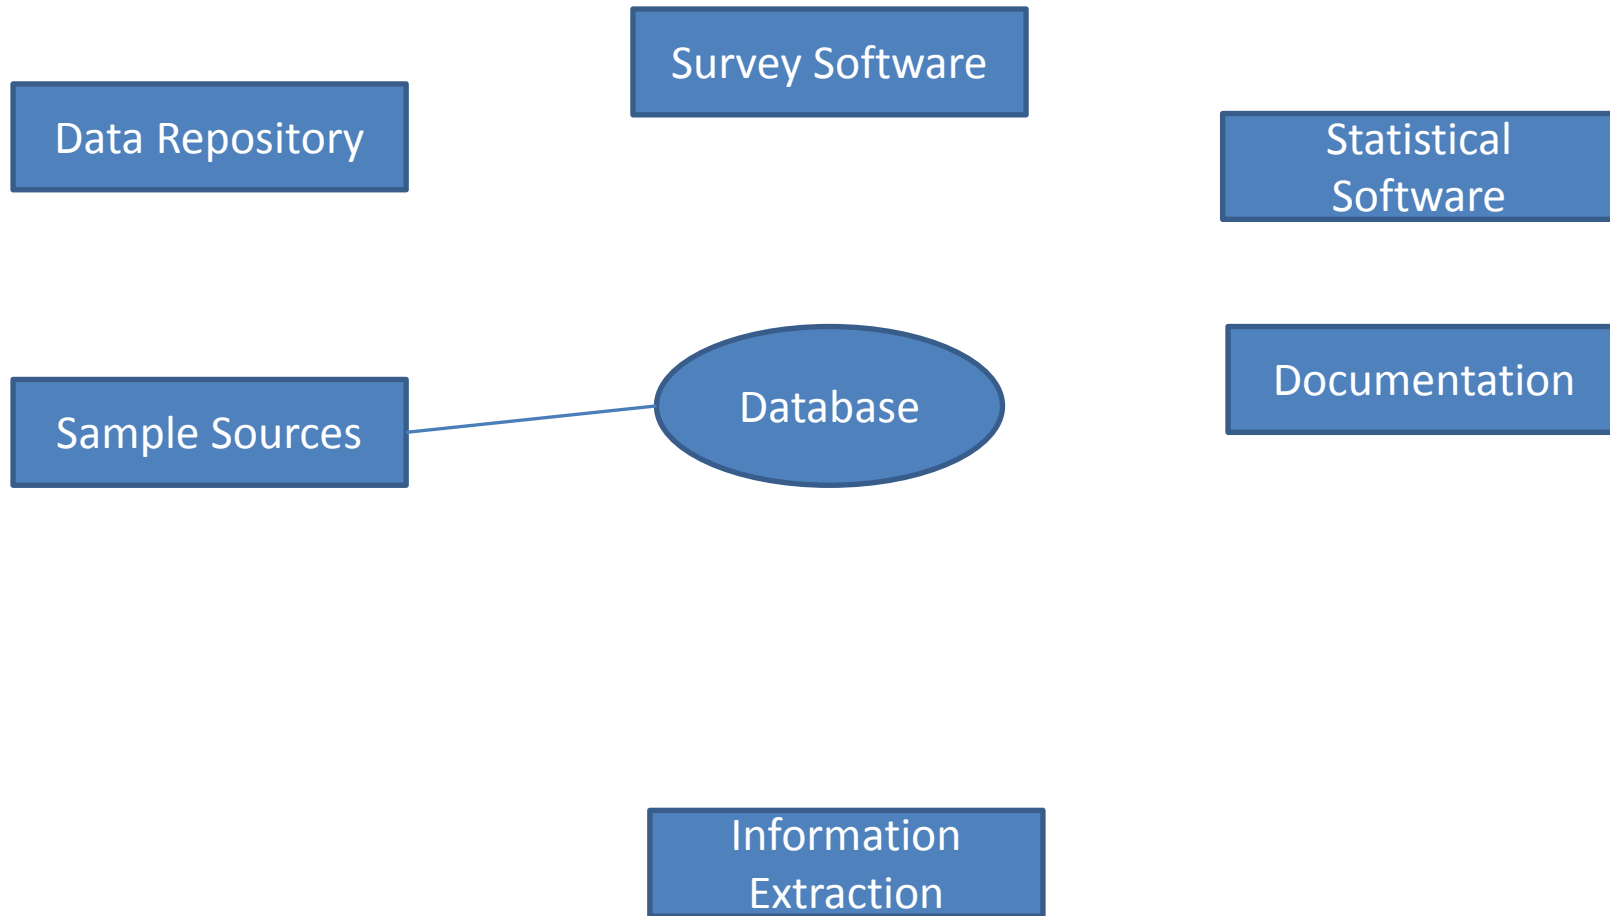 Survey Software
Data Repository
Statistical
Software
Documentation
Database
Sample Sources
Information
Extraction